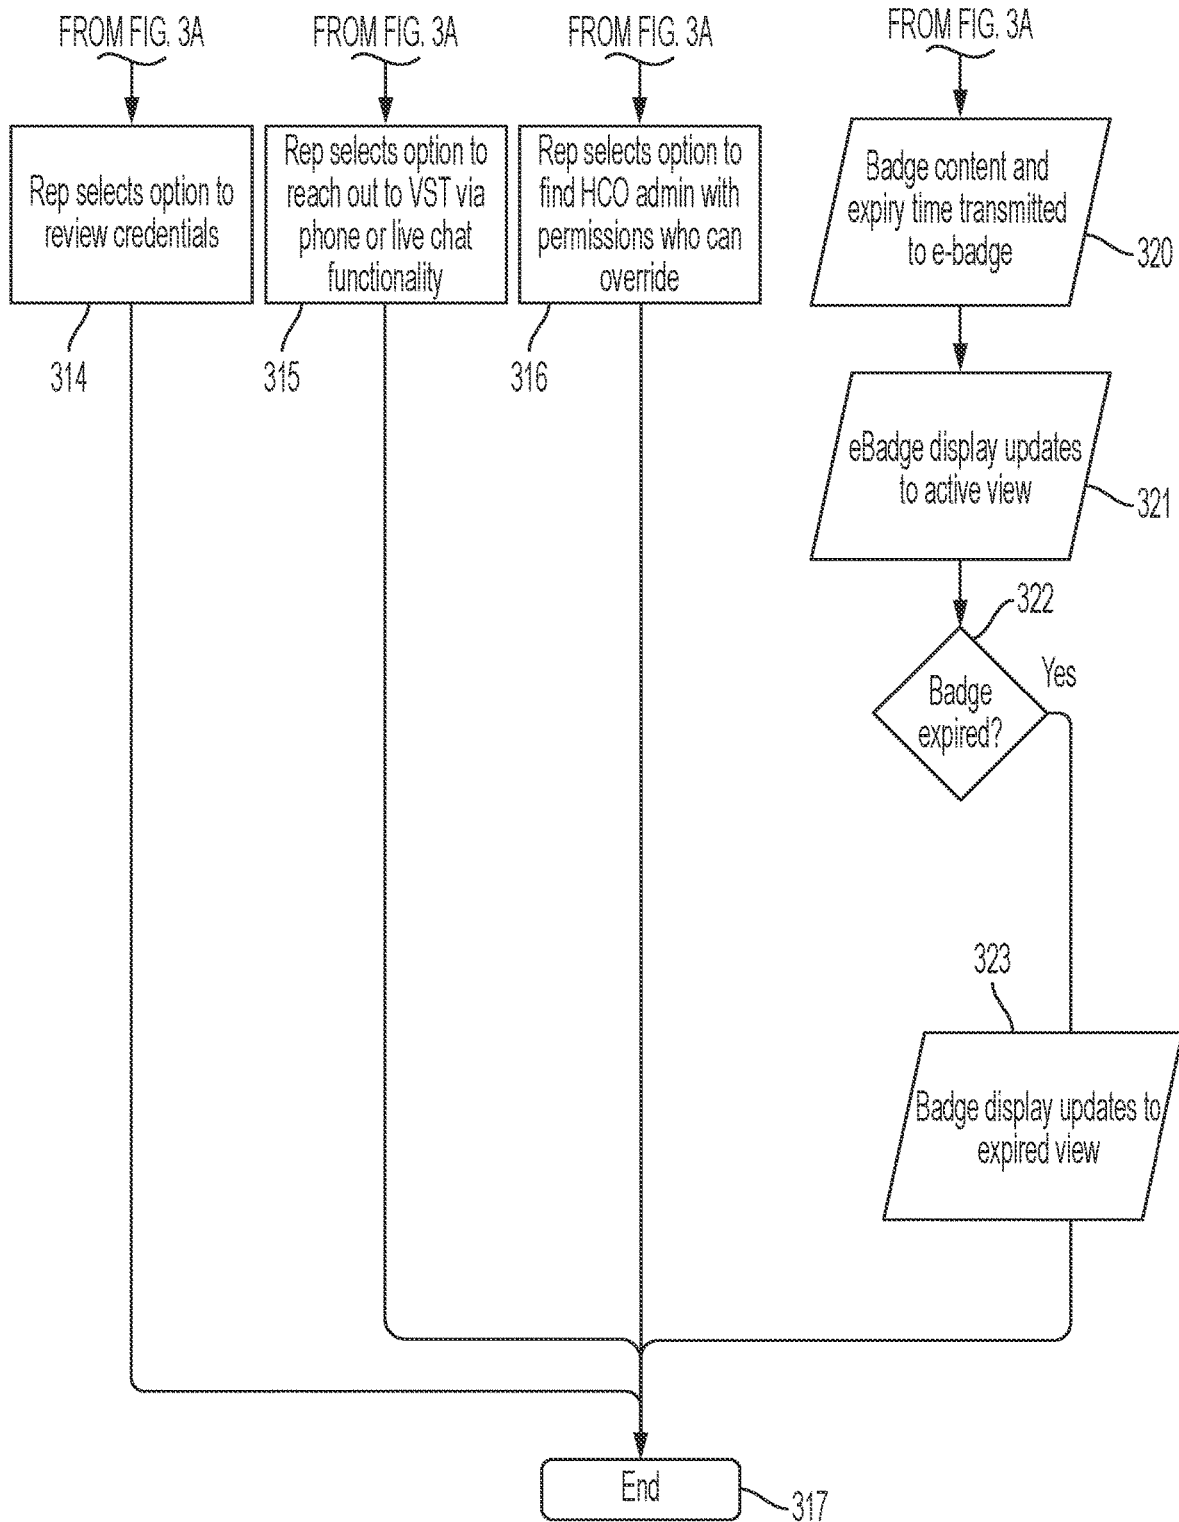 FROM FIG. 3A
FROM FIG. 3A
FROM FIG. 3A
FROM FIG. 3A
Rep selects option to
review credentials
314
Rep selects option to
reach out to VST via
phone or live chat
functionality
315
Rep selects option to
find HCO admin with
permissions who can
override
316
Badge content and
expiry time transmitted
to e-badge
320
eBadge display updates
to active view
321
322
Badge
expired?
Yes
323
Badge display updates to
expired view
End
317